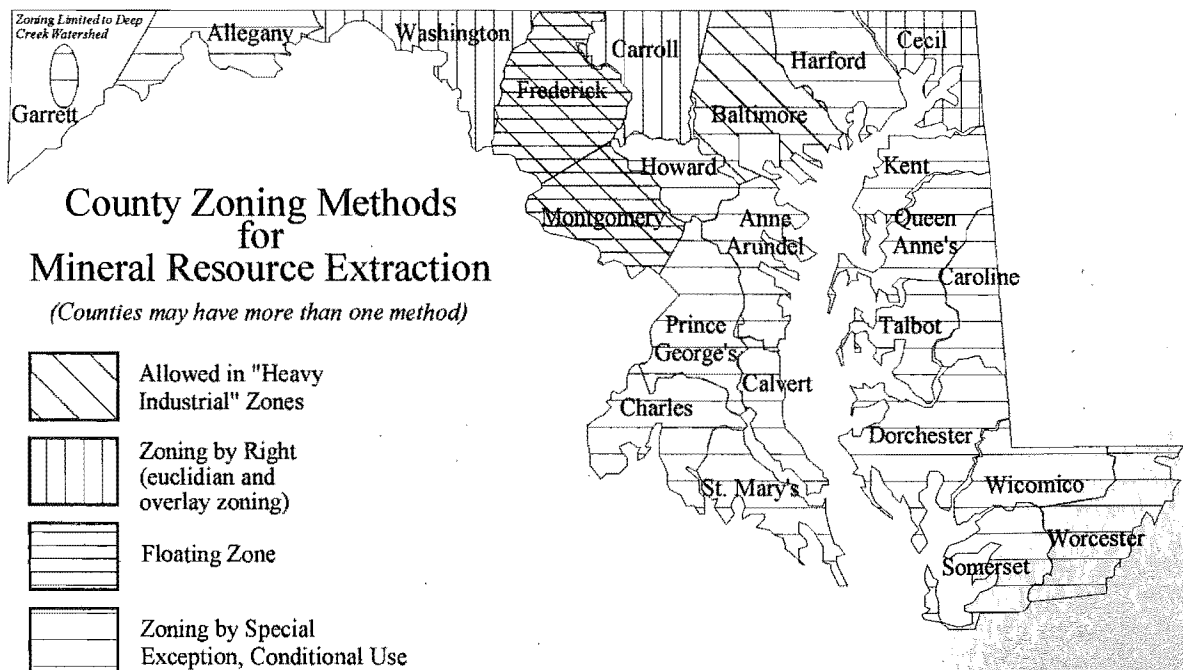 Zoning Limited to Deep
Creek Watershed
Garrett
Allegany
Washington
Frederick
Carroll
Baltimore
Harford
Cecil
Howard
Montgomery
Kent
Anne
Arundel
Queen
Anne's
Caroline
Talbot
Prince
George's
Calvert
Charles
St. Mary's
Dorchester
Wicomico
Worcester
Somerset
County Zoning Methods
for
Mineral Resource Extraction
(Counties may have more than one method)
Allowed in "Heavy
Industrial" Zones
Zoning by Right
(euclidian and
overlay zoning)
Floating Zone
Zoning by Special
Exception, Conditional Use